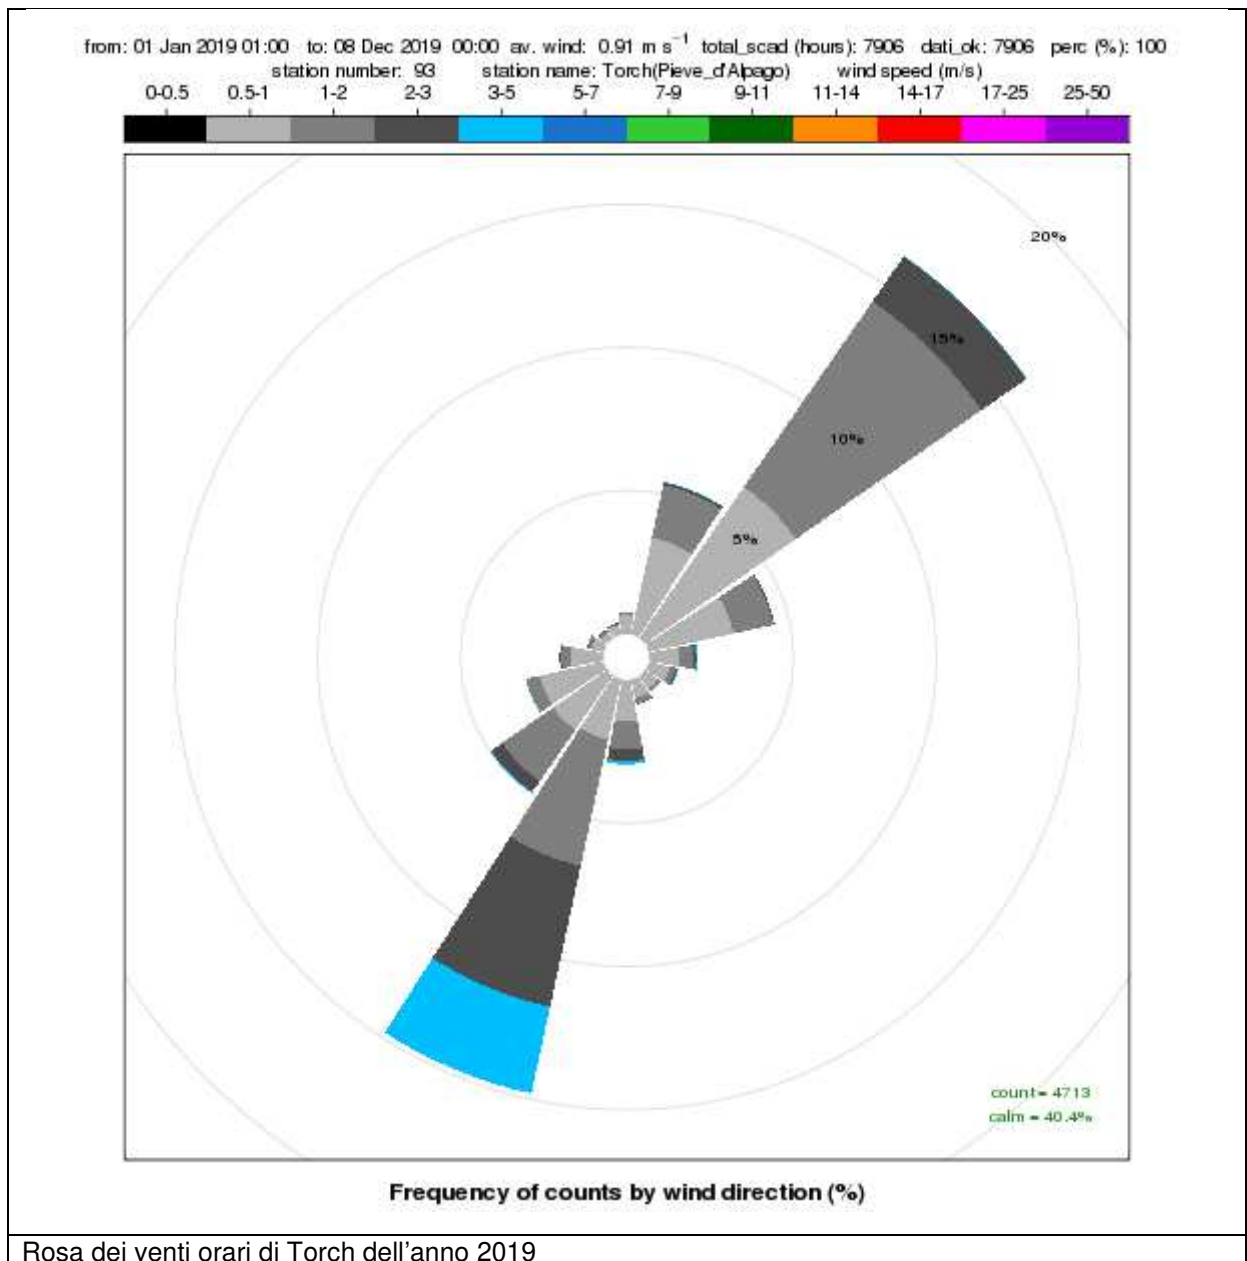 from: 01 Jan 2019 01:00 to: 08 Dec 2019 00:00 av. wind: 0.91 m s⁻¹ total_scad (hours): 7906 dati_ok: 7906 perc (%): 100
station number: 93 station name: Torch(Pieve_d'Alpago) wind speed (m/s)
0-0.5 0.5-1 1-2 2-3 3-5 5-7 7-9 9-11 11-14 14-17 17-25 25-50
20%
15%
10%
5%
count= 4713
calm = 40.4%
Frequency of counts by wind direction (%)
Rosa dei venti orari di Torch dell'anno 2019